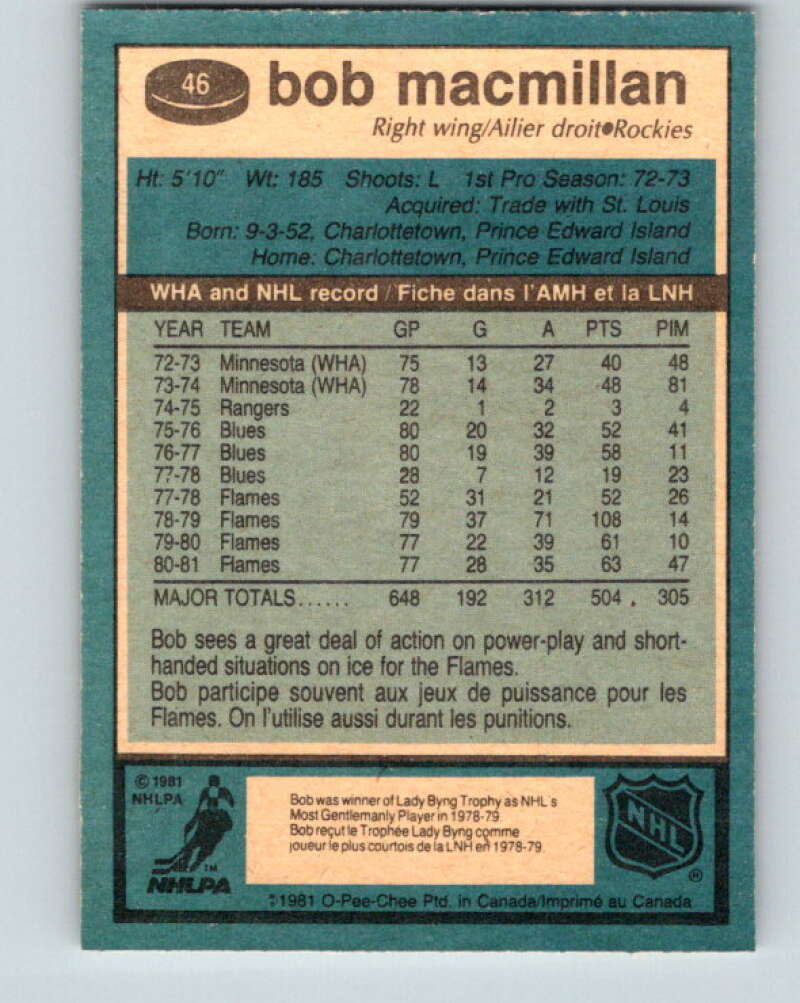 46
bob macmillan
Right wing/Ailier droit●Rockies
Ht: 5'10" Wt: 185 Shoots: L 1st Pro Season: 72-73
Acquired: Trade with St. Louis
Born: 9-3-52, Charlottetown, Prince Edward Island
Home: Charlottetown, Prince Edward Island
WHA and NHL record / Fiche dans l'AMH et la LNH
YEAR TEAM GP G A PTS PIM
72-73 Minnesota (WHA) 75 13 27 40 48
73-74 Minnesota (WHA) 78 14 34 48 81
74-75 Rangers 22 1 2 3 4
75-76 Blues 80 20 32 52 41
76-77 Blues 80 19 39 58 11
77-78 Blues 28 7 12 19 23
77-78 Flames 52 31 21 52 26
78-79 Flames 79 37 71 108 14
79-80 Flames 77 22 39 61 10
80-81 Flames 77 28 35 63 47
MAJOR TOTALS...... 648 192 312 504 305
Bob sees a great deal of action on power-play and short-
handed situations on ice for the Flames.
Bob participe souvent aux jeux de puissance pour les
Flames. On l'utilise aussi durant les punitions.
© 1981
NHLPA
TM
NHLPA
Bob was winner of Lady Byng Trophy as NHL's
Most Gentlemanly Player in 1978-79.
Bob reçut le Trophée Lady Byng comme
joueur le plus courtois de la LNH en 1978-79.
NHL
®
©1981 O-Pee-Chee Ptd. in Canada/Imprimé au Canada